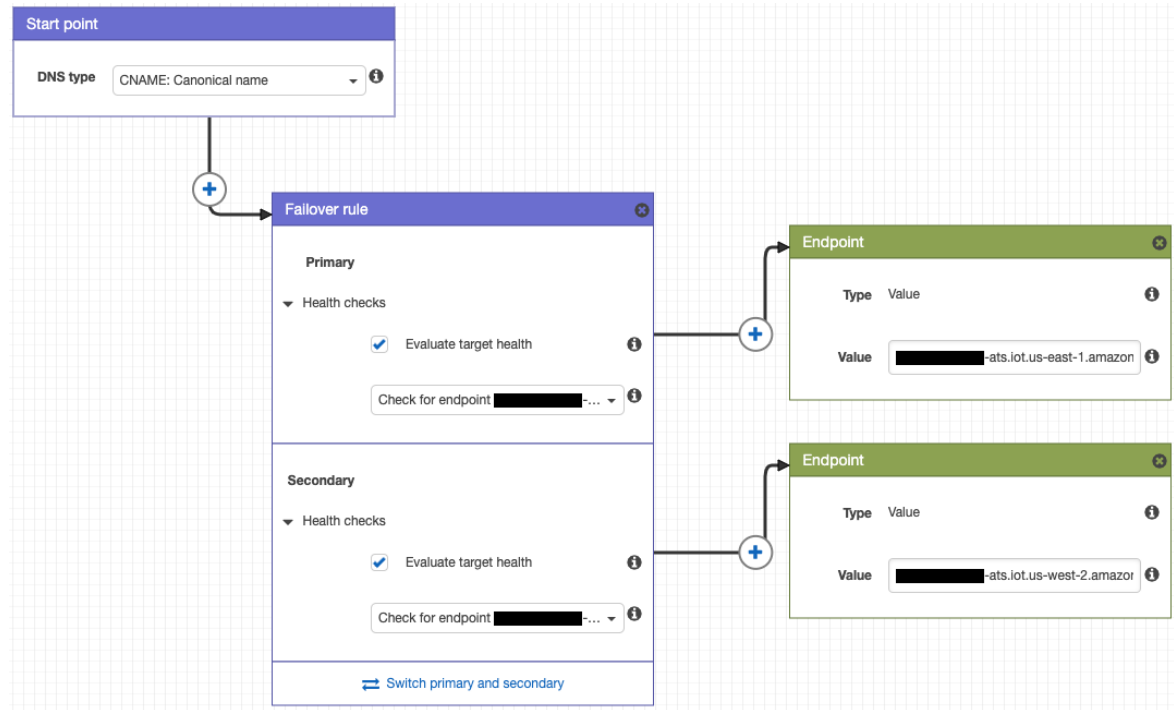 Start point
DNS type CNAME: Canonical name
Failover rule
Primary
Health checks
Evaluate target health
Check for endpoint -...
Secondary
Health checks
Evaluate target health
Check for endpoint -...
Switch primary and secondary
Endpoint
Type Value
Value -ats.iot.us-east-1.amazon
Endpoint
Type Value
Value -ats.iot.us-west-2.amazor